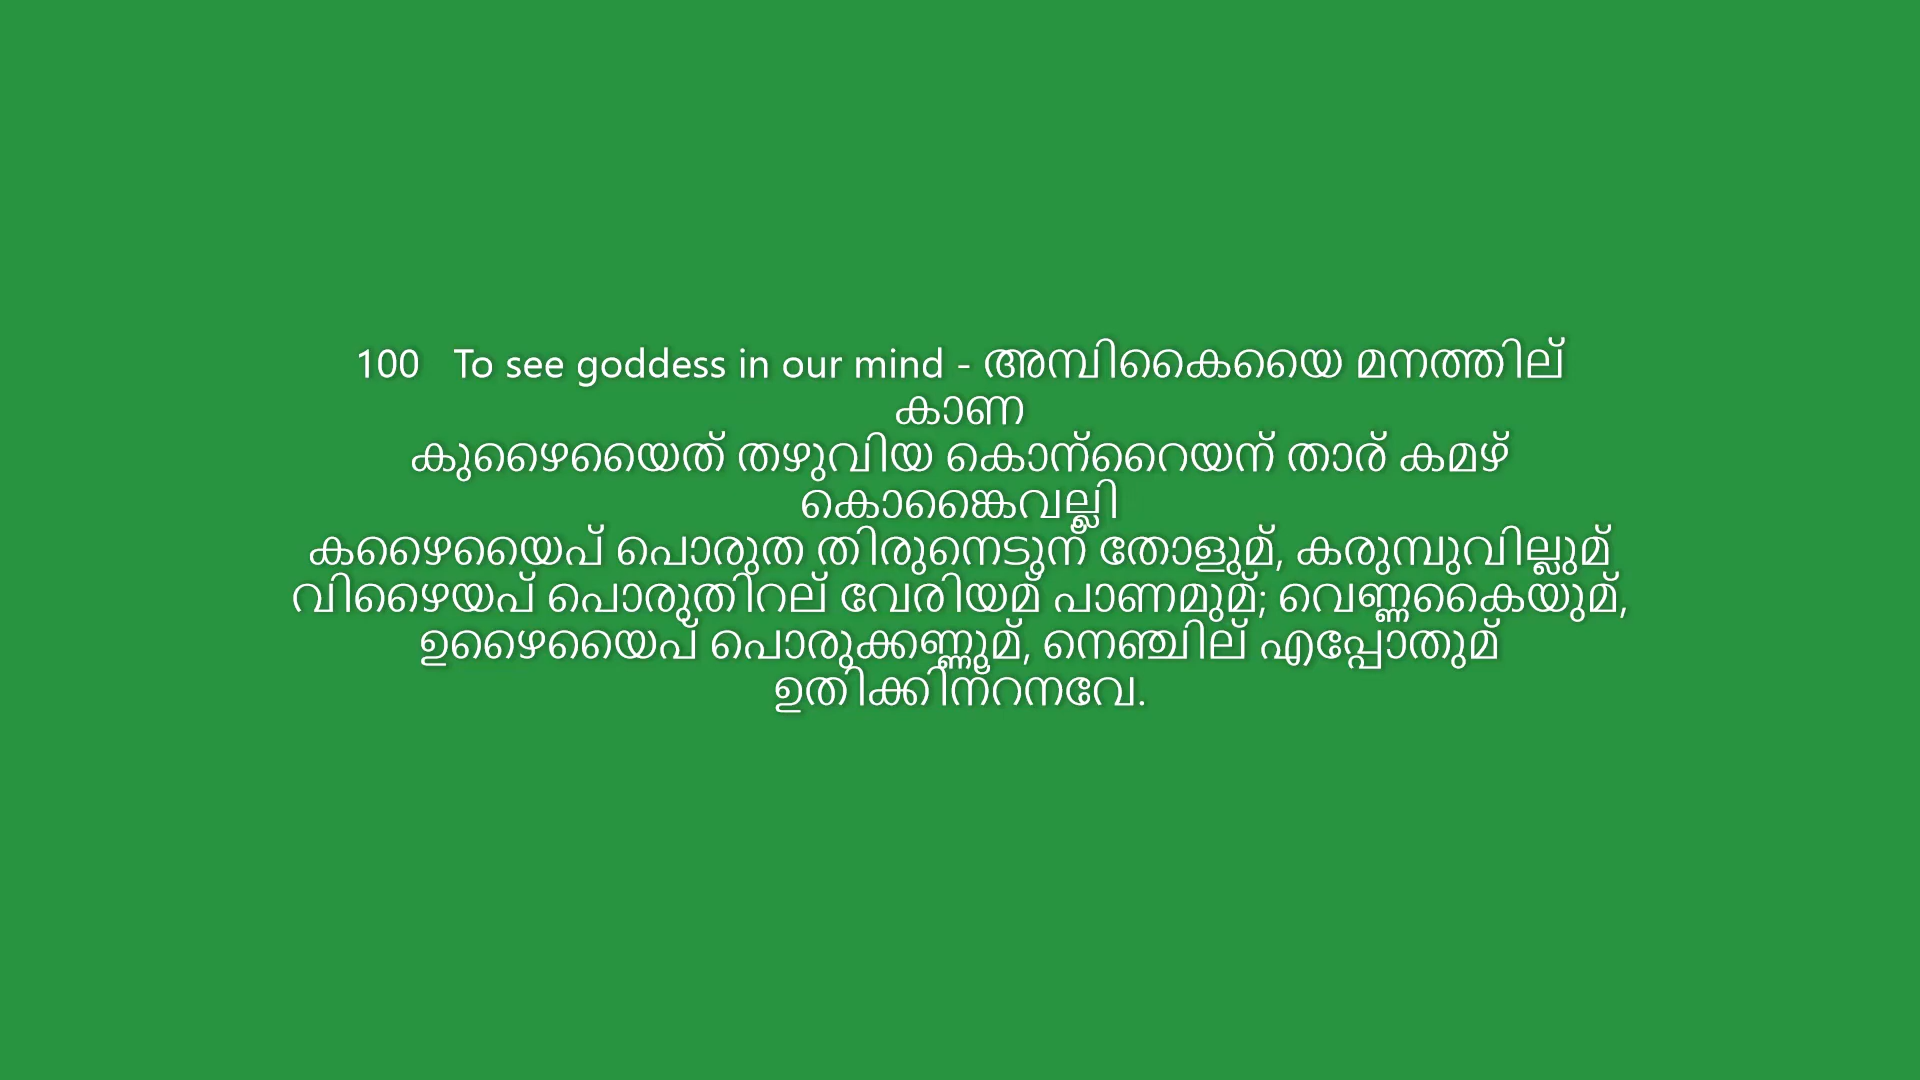 100   To see goddess in our mind - അമ്പികൈയൈ മനത്തില്
കാണ
കുഴൈയൈത് തഴുവിയ കൊന്റൈയന് താര് കമഴ്
കൊങ്കൈവല്ലി
കഴൈയൈപ് പൊരുത തിരുനെടുന് തോളുമ്, കരുമ്പുവില്ലുമ്
വിഴൈയപ് പൊരുതിറല് വേരിയമ് പാണമുമ്; വെണ്ണകൈയുമ്,
ഉഴൈയൈപ് പൊരുക്കണ്ണുമ്, നെഞ്ചില് എപ്പോതുമ്
ഉതിക്കിന്റനവേ.